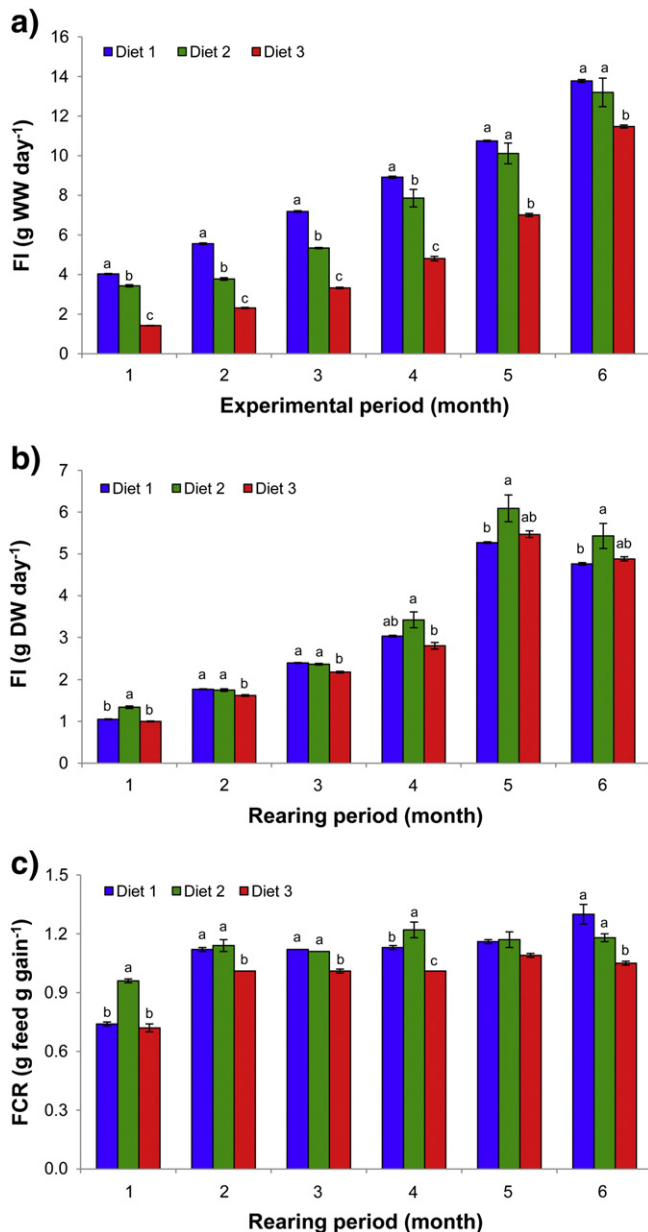 a)
Diet 1 Diet 2 Diet 3
FI (g WW day⁻¹)
16
14
12
10
8
6
4
2
0
a b c a b c a b c a b c a a b a a b
1 2 3 4 5 6
Experimental period (month)
b)
Diet 1 Diet 2 Diet 3
FI (g DW day⁻¹)
7
6
5
4
3
2
1
0
b a b a a b a a b ab a b b a ab b a ab
1 2 3 4 5 6
Rearing period (month)
c)
Diet 1 Diet 2 Diet 3
FCR (g feed g gain⁻¹)
1.5
1.2
0.9
0.6
0.3
0.0
b a b a a b a a b b a c a a b
1 2 3 4 5 6
Rearing period (month)